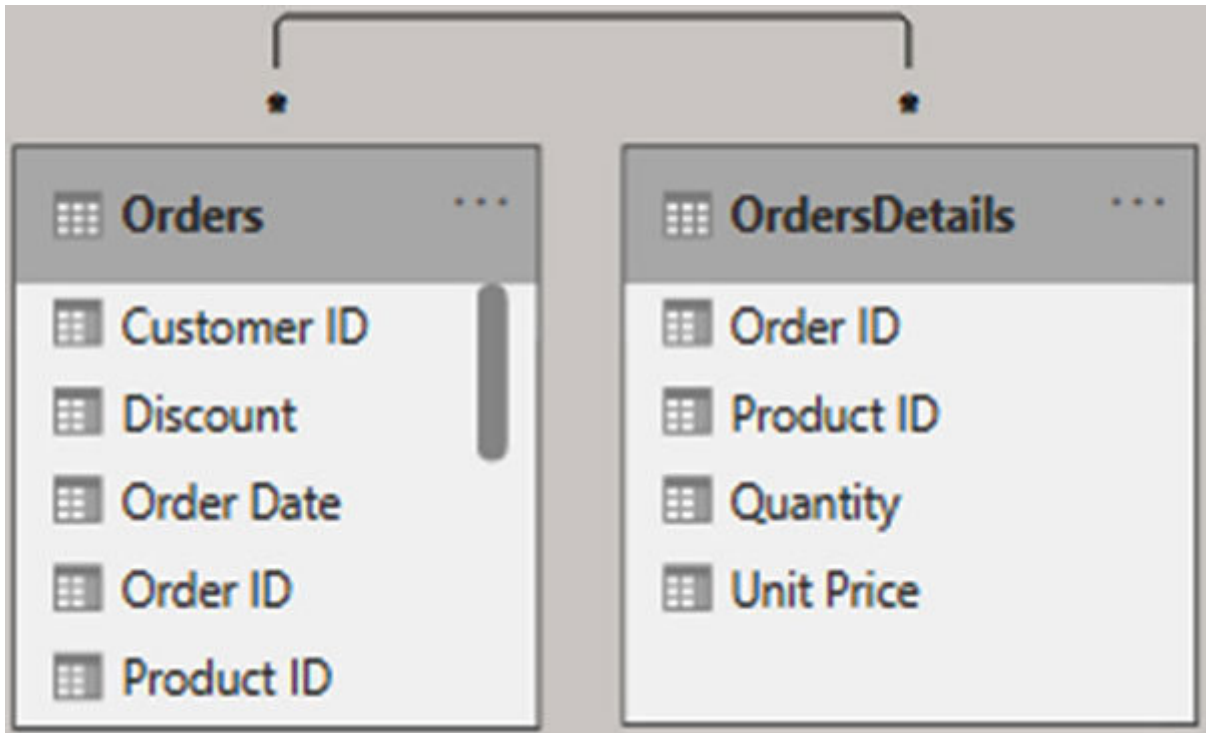 * *
Orders ...
Customer ID
Discount
Order Date
Order ID
Product ID
OrdersDetails ...
Order ID
Product ID
Quantity
Unit Price